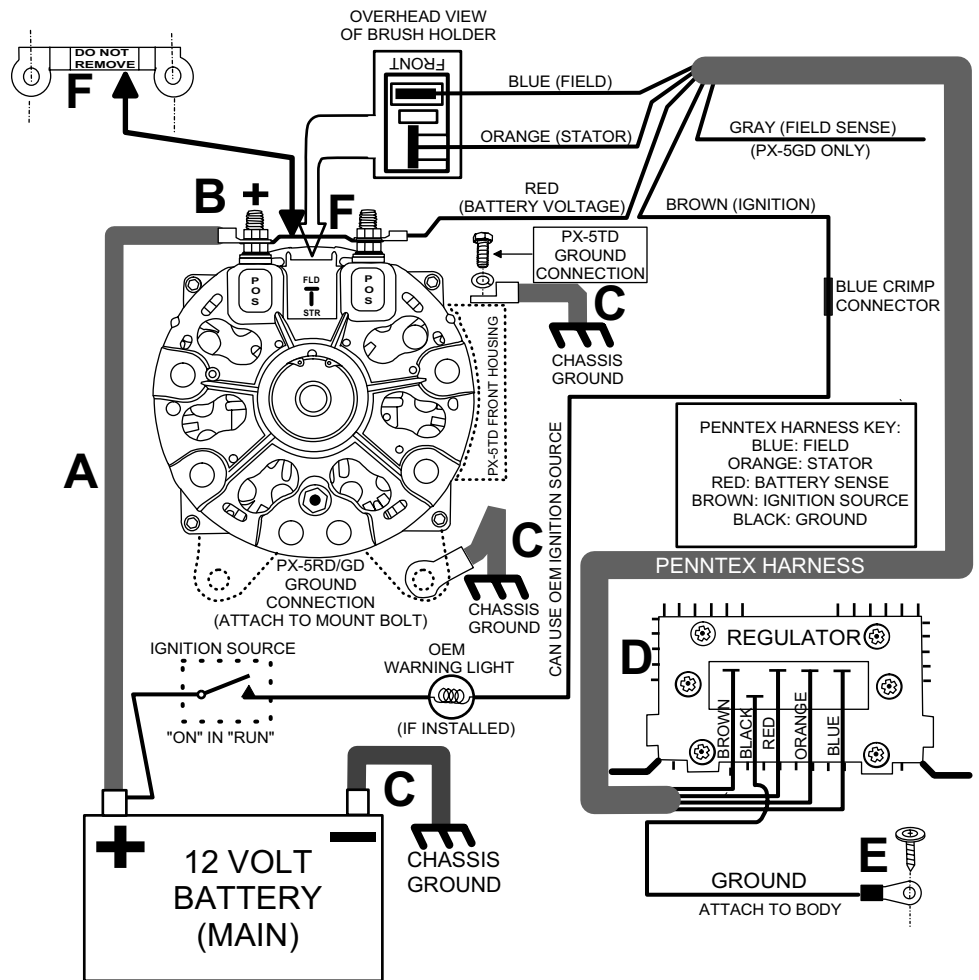 OVERHEAD VIEW
OF BRUSH HOLDER
DO NOT
REMOVE
F
FRONT
BLUE (FIELD)
ORANGE (STATOR)
GRAY (FIELD SENSE)
(PX-5GD ONLY)
B +
F
RED
(BATTERY VOLTAGE)
BROWN (IGNITION)
PX-5TD
GROUND
CONNECTION
POS
FLD
STR
POS
C
CHASSIS
GROUND
BLUE CRIMP
CONNECTOR
PX-5TD FRONT HOUSING
A
PENNTEX HARNESS KEY:
BLUE: FIELD
ORANGE: STATOR
RED: BATTERY SENSE
BROWN: IGNITION SOURCE
BLACK: GROUND
C
CHASSIS
GROUND
PX-5RD/GD
GROUND
CONNECTION
(ATTACH TO MOUNT BOLT)
CAN USE OEM IGNITION SOURCE
PENNTEX HARNESS
IGNITION SOURCE
"ON" IN "RUN"
OEM
WARNING LIGHT
(IF INSTALLED)
D
REGULATOR
BROWN
BLACK
RED
ORANGE
BLUE
C
CHASSIS
GROUND
+ −
12 VOLT
BATTERY
(MAIN)
E
GROUND
ATTACH TO BODY